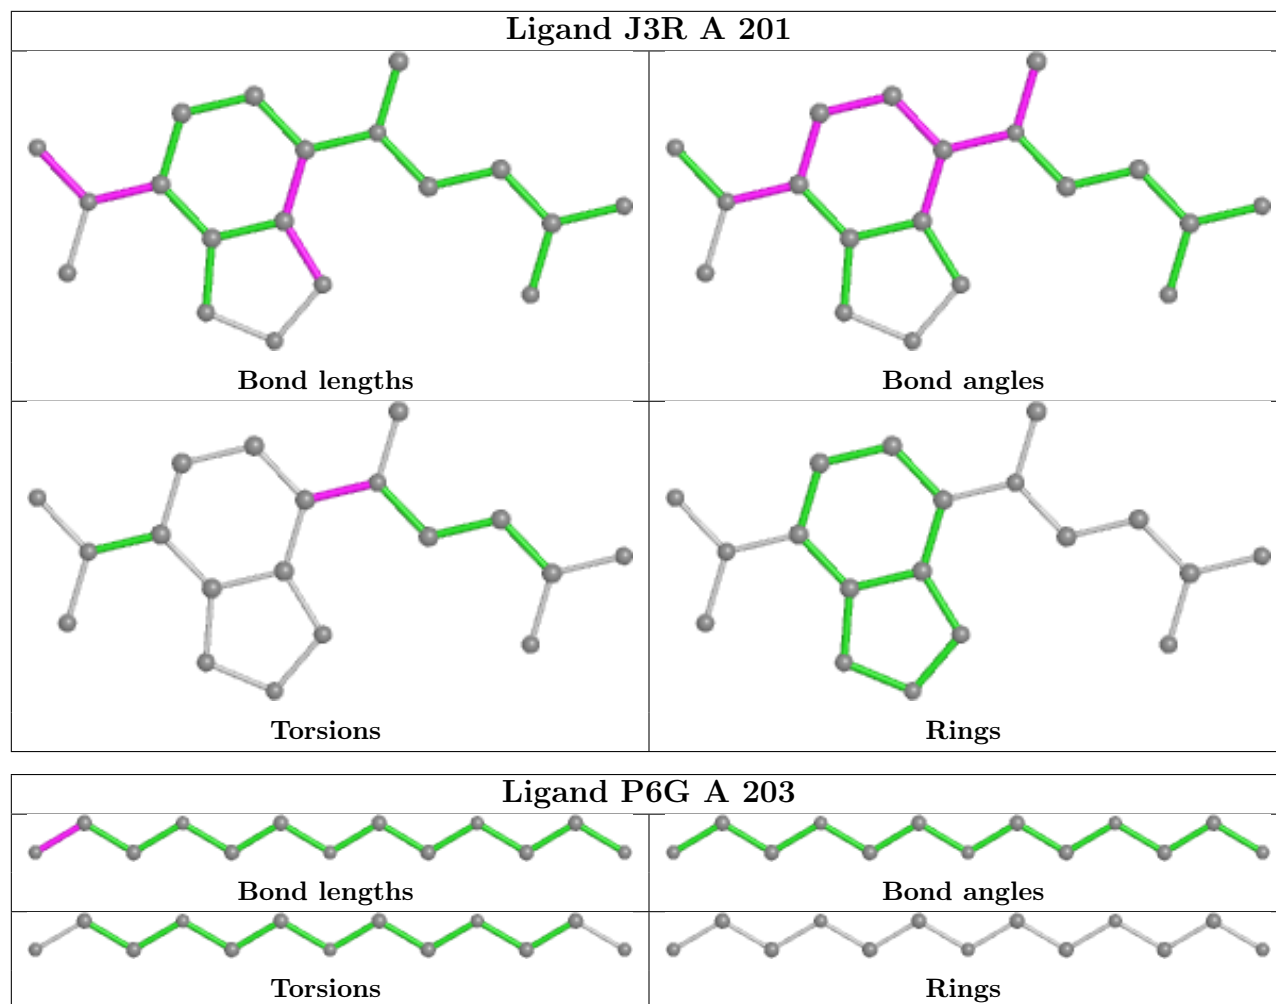 Ligand J3R A 201
Bond lengths
Bond angles
Torsions
Rings
Ligand P6G A 203
Bond lengths
Bond angles
Torsions
Rings